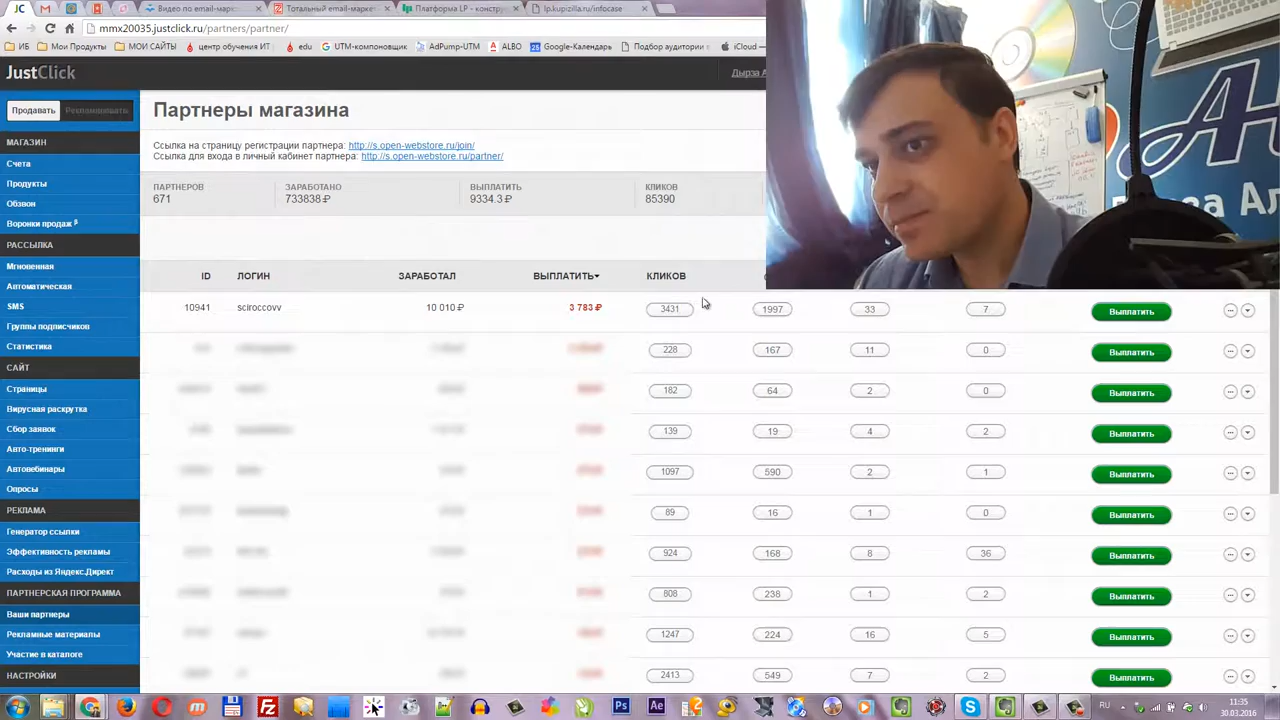 JC
Видео по email-марк
Тотальный email-марке
Платформа LP - констру
lp.kupizilla.ru/infocase
mmx20035.justclick.ru/partners/partner/
ИБ
Мои Продукты
МОИ САЙТЫ
центр обучения ИТ
edu
UTM-компоновщик
AdPump-UTM
ALBO
Google-Календарь
Подбор аудитории
iCloud
JustClick
Дырза А
Продавать
Рекомендовать
Партнеры магазина
Ссылка на страницу регистрации партнера: http://s.open-webstore.ru/join/
Ссылка для входа в личный кабинет партнера: http://s.open-webstore.ru/partner/
ПАРТНЕРОВ ЗАРАБОТАНО ВЫПЛАТИТЬ КЛИКОВ
671 733838 ₽ 9334.3 ₽ 85390
ID ЛОГИН ЗАРАБОТАЛ ВЫПЛАТИТЬ КЛИКОВ
10941 sciroccovv 10 010 ₽ 3 783 ₽ 3431 1997 33 7 Выплатить
228 167 11 0 Выплатить
182 64 2 0 Выплатить
139 19 4 2 Выплатить
1097 590 2 1 Выплатить
89 16 1 0 Выплатить
924 168 8 36 Выплатить
808 238 1 2 Выплатить
1247 224 16 5 Выплатить
2413 549 7 2 Выплатить
МАГАЗИН
Счета
Продукты
Обзвон
Воронки продаж β
РАССЫЛКА
Мгновенная
Автоматическая
SMS
Группы подписчиков
Статистика
САЙТ
Страницы
Вирусная раскрутка
Сбор заявок
Авто-тренинги
Автовебинары
Опросы
РЕКЛАМА
Генератор ссылки
Эффективность рекламы
Расходы из Яндекс.Директ
ПАРТНЕРСКАЯ ПРОГРАММА
Ваши партнеры
Рекламные материалы
Участие в каталоге
НАСТРОЙКИ
Ps
Ae
RU
11:35
30.03.2016